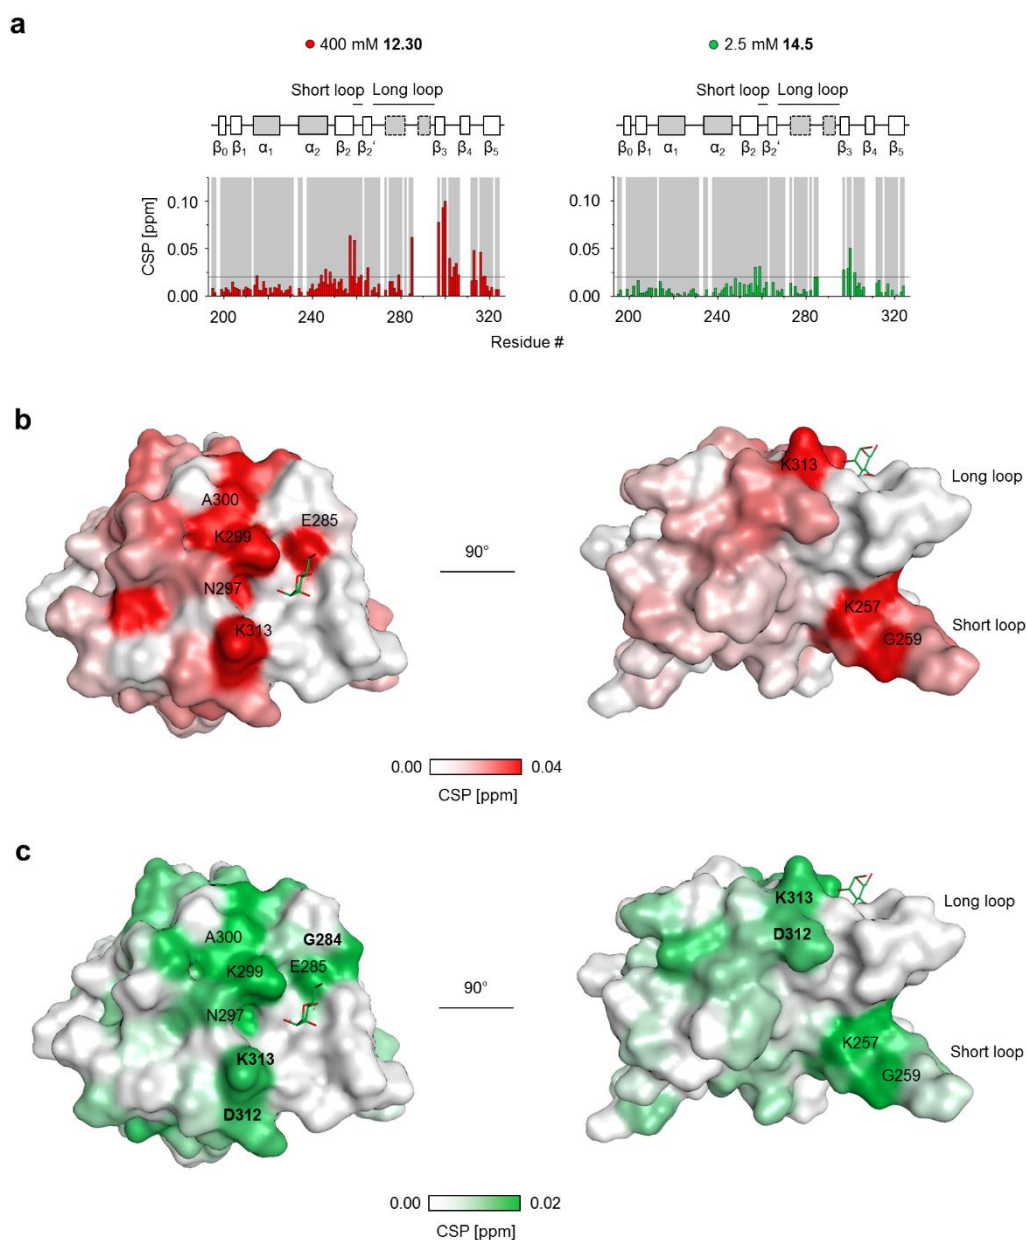 a
400 mM 12.30
2.5 mM 14.5
Short loop Long loop
Short loop Long loop
β0 β1 α1 α2 β2 β2' β3 β4 β5
β0 β1 α1 α2 β2 β2' β3 β4 β5
CSP [ppm]
0.10
0.05
0.00
0.10
0.05
0.00
200 240 280 320
200 240 280 320
Residue #
b
A300
K299
E285
N297
K313
90°
K313
Long loop
K257
G259
Short loop
0.00 0.04
CSP [ppm]
c
A300
G284
K299
E285
N297
K313
D312
90°
K313
D312
Long loop
K257
G259
Short loop
0.00 0.02
CSP [ppm]